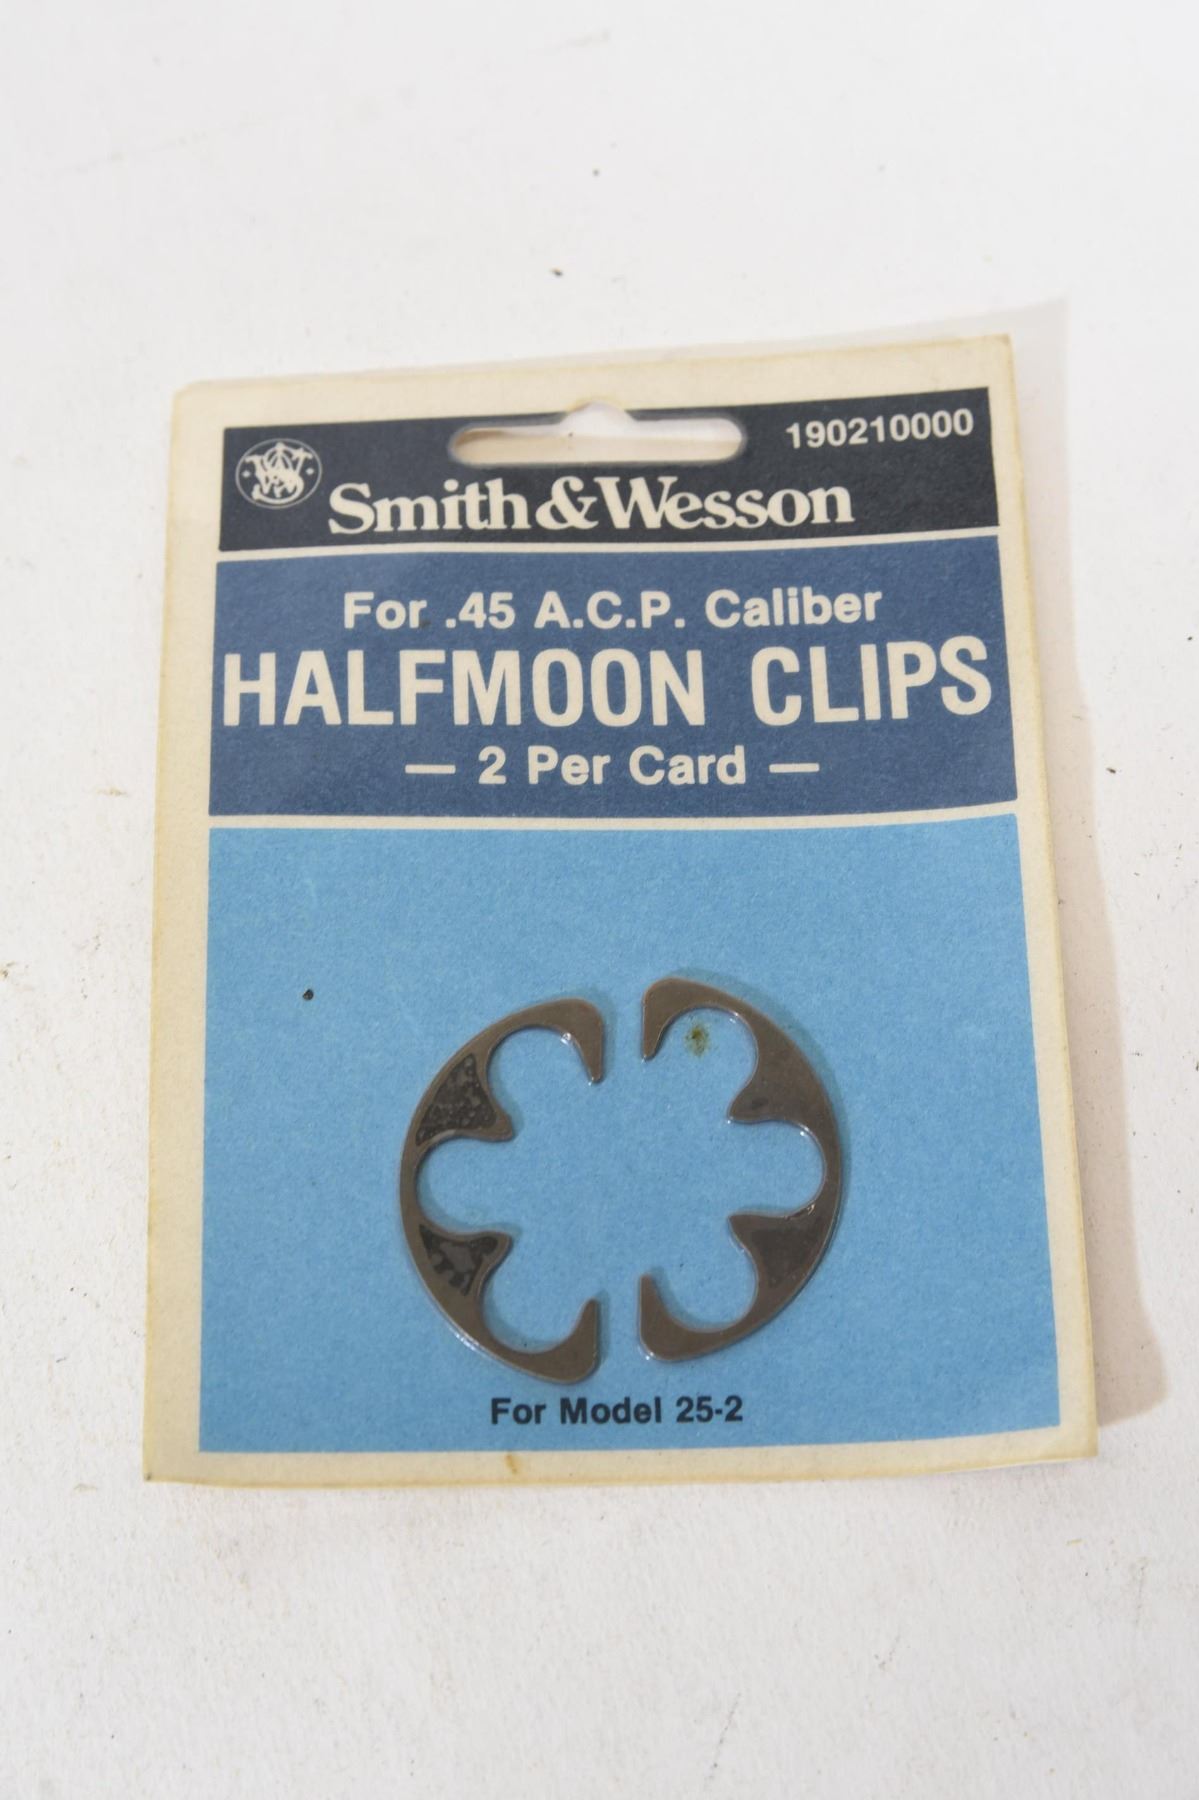 190210000
Smith & Wesson
For .45 A.C.P. Caliber
HALFMOON CLIPS
— 2 Per Card —
For Model 25-2